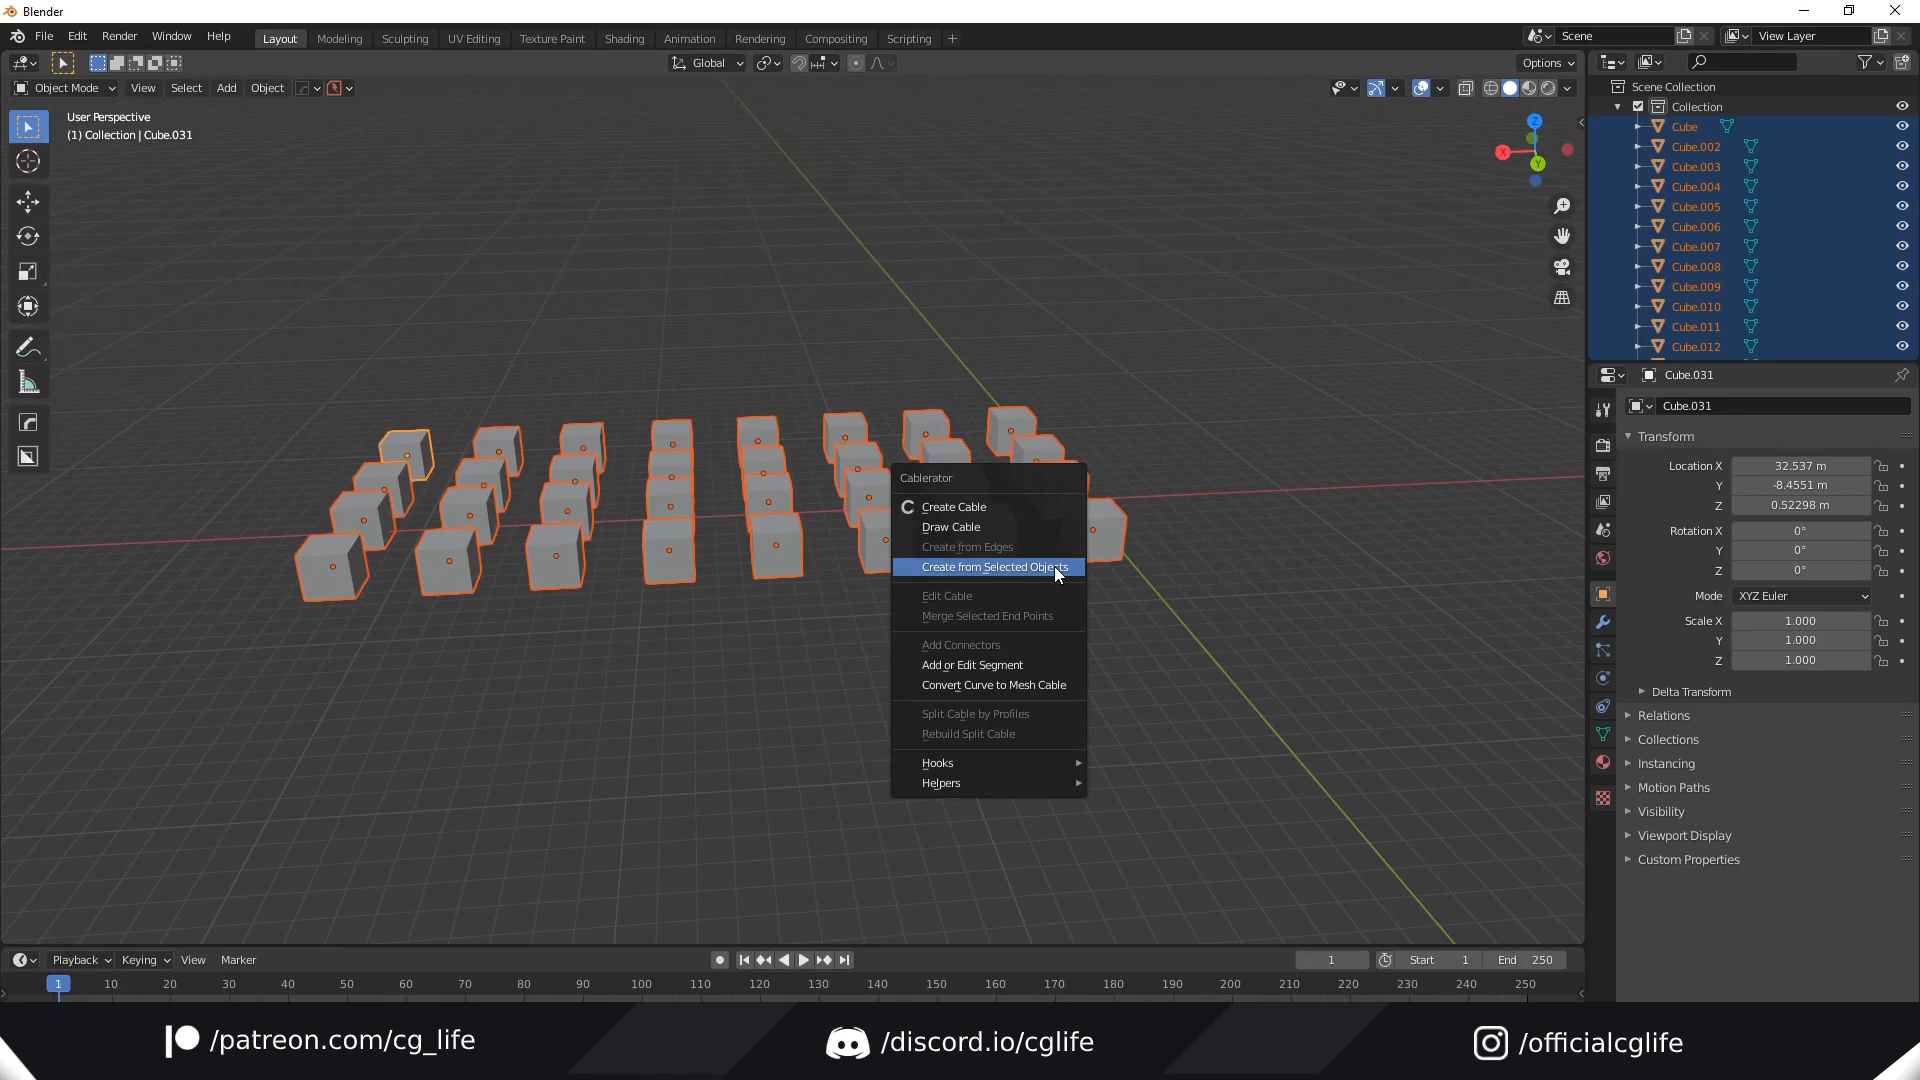 Blender
File Edit Render Window Help
Layout Modeling Sculpting UV Editing Texture Paint Shading Animation Rendering Compositing Scripting +
Scene
View Layer
Global
Options
Object Mode View Select Add Object
User Perspective
(1) Collection | Cube.031
Z
X
Y
Scene Collection
Collection
Cube
Cube.002
Cube.003
Cube.004
Cube.005
Cube.006
Cube.007
Cube.008
Cube.009
Cube.010
Cube.011
Cube.012
Cablerator
Create Cable
Draw Cable
Create from Edges
Create from Selected Objects
Edit Cable
Merge Selected End Points
Add Connectors
Add or Edit Segment
Convert Curve to Mesh Cable
Split Cable by Profiles
Rebuild Split Cable
Hooks
Helpers
Cube.031
Cube.031
Transform
Location X 32.537 m
Y -8.4551 m
Z 0.52298 m
Rotation X 0°
Y 0°
Z 0°
Mode XYZ Euler
Scale X 1.000
Y 1.000
Z 1.000
Delta Transform
Relations
Collections
Instancing
Motion Paths
Visibility
Viewport Display
Custom Properties
Playback Keying View Marker
1 Start 1 End 250
1 10 20 30 40 50 60 70 80 90 100 110 120 130 140 150 160 170 180 190 200 210 220 230 240 250
/patreon.com/cg_life
/discord.io/cglife
/officialcglife